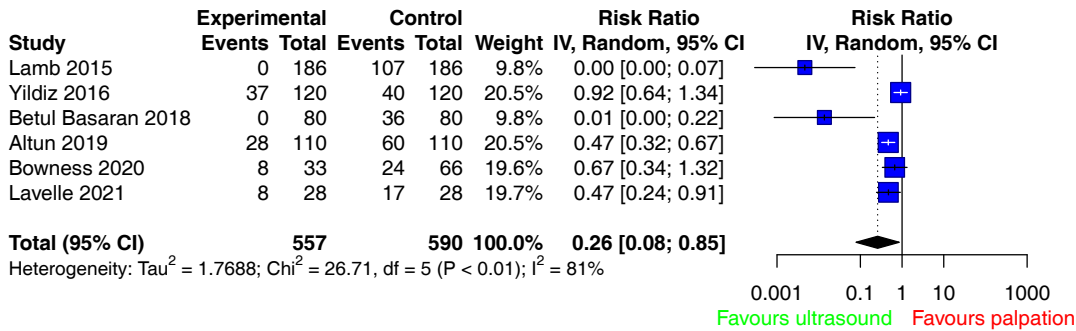 Experimental Control Risk Ratio Risk Ratio
Study Events Total Events Total Weight IV, Random, 95% CI IV, Random, 95% CI
Lamb 2015 0 186 107 186 9.8% 0.00 [0.00; 0.07]
Yildiz 2016 37 120 40 120 20.5% 0.92 [0.64; 1.34]
Betul Basaran 2018 0 80 36 80 9.8% 0.01 [0.00; 0.22]
Altun 2019 28 110 60 110 20.5% 0.47 [0.32; 0.67]
Bowness 2020 8 33 24 66 19.6% 0.67 [0.34; 1.32]
Lavelle 2021 8 28 17 28 19.7% 0.47 [0.24; 0.91]
Total (95% CI) 557 590 100.0% 0.26 [0.08; 0.85]
Heterogeneity: Tau² = 1.7688; Chi² = 26.71, df = 5 (P < 0.01); I² = 81%
0.001 0.1 1 10 1000
Favours ultrasound Favours palpation